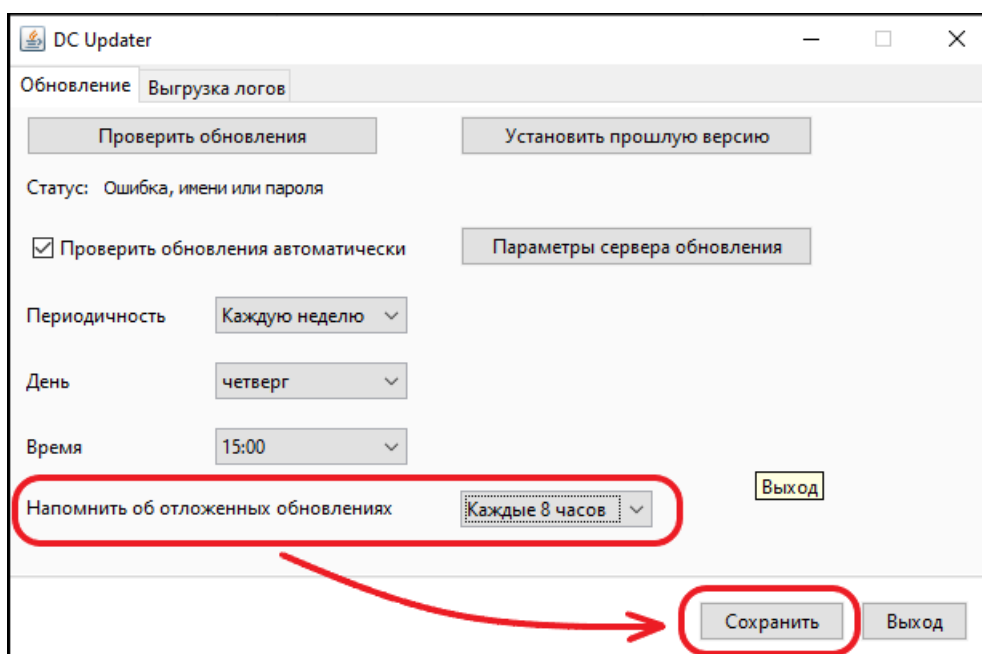 DC Updater
Обновление Выгрузка логов
Проверить обновления Установить прошлую версию
Статус: Ошибка, имени или пароля
Проверить обновления автоматически Параметры сервера обновления
Периодичность Каждую неделю
День четверг
Время 15:00
Выход
Напомнить об отложенных обновлениях Каждые 8 часов
Сохранить Выход